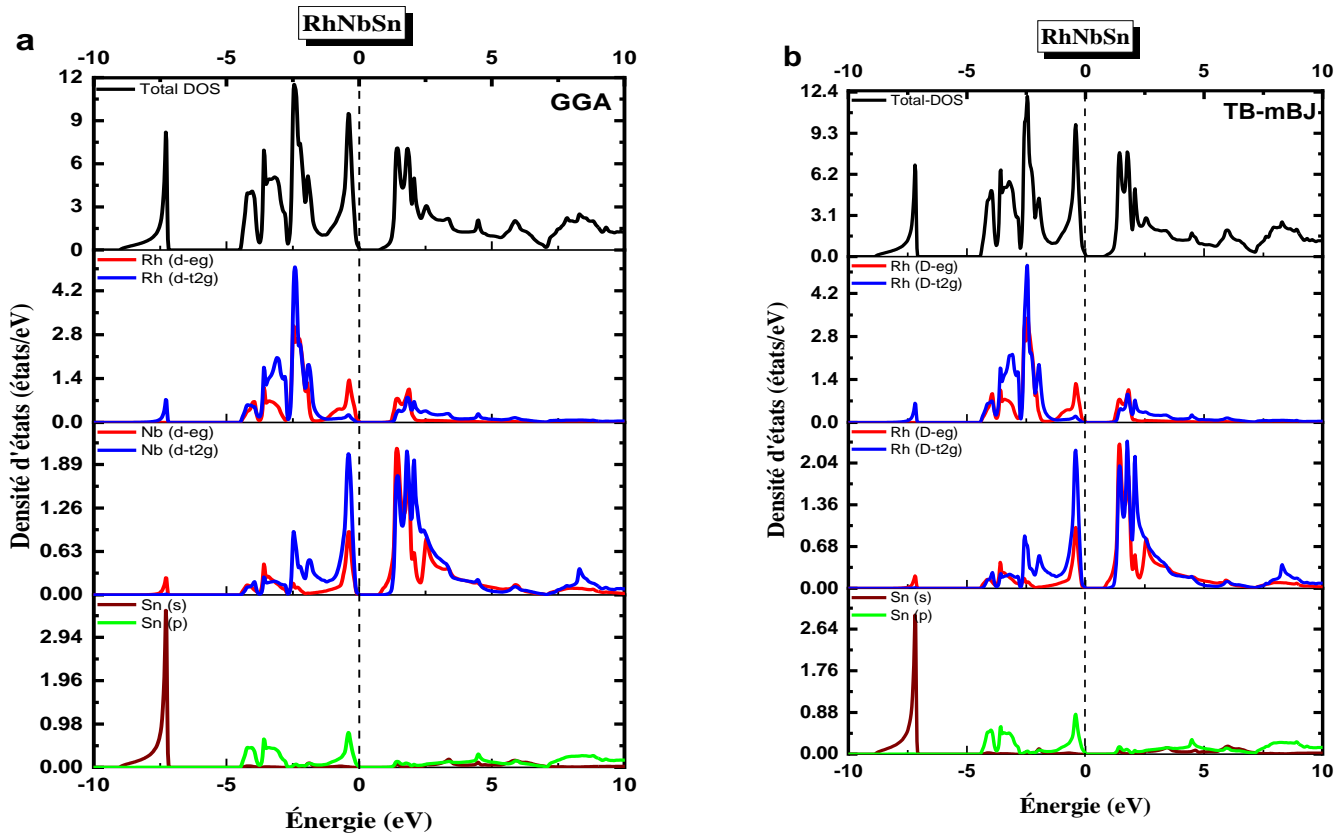 RhNbSn
a
-10 -5 0 5 10
12
9
6
3
0
Total DOS
GGA
4.2
2.8
1.4
0.0
Rh (d-eg)
Rh (d-t2g)
1.89
1.26
0.63
0.00
Nb (d-eg)
Nb (d-t2g)
2.94
1.96
0.98
0.00
Sn (s)
Sn (p)
-10 -5 0 5 10
Densité d'états (états/eV)
Énergie (eV)
RhNbSn
b
-10 -5 0 5 10
12.4
9.3
6.2
3.1
0.0
Total-DOS
TB-mBJ
4.2
2.8
1.4
0.0
Rh (D-eg)
Rh (D-t2g)
2.04
1.36
0.68
0.00
Rh (D-eg)
Rh (D-t2g)
2.64
1.76
0.88
0.00
Sn (s)
Sn (p)
-10 -5 0 5 10
Densité d'états (états/eV)
Énergie (eV)